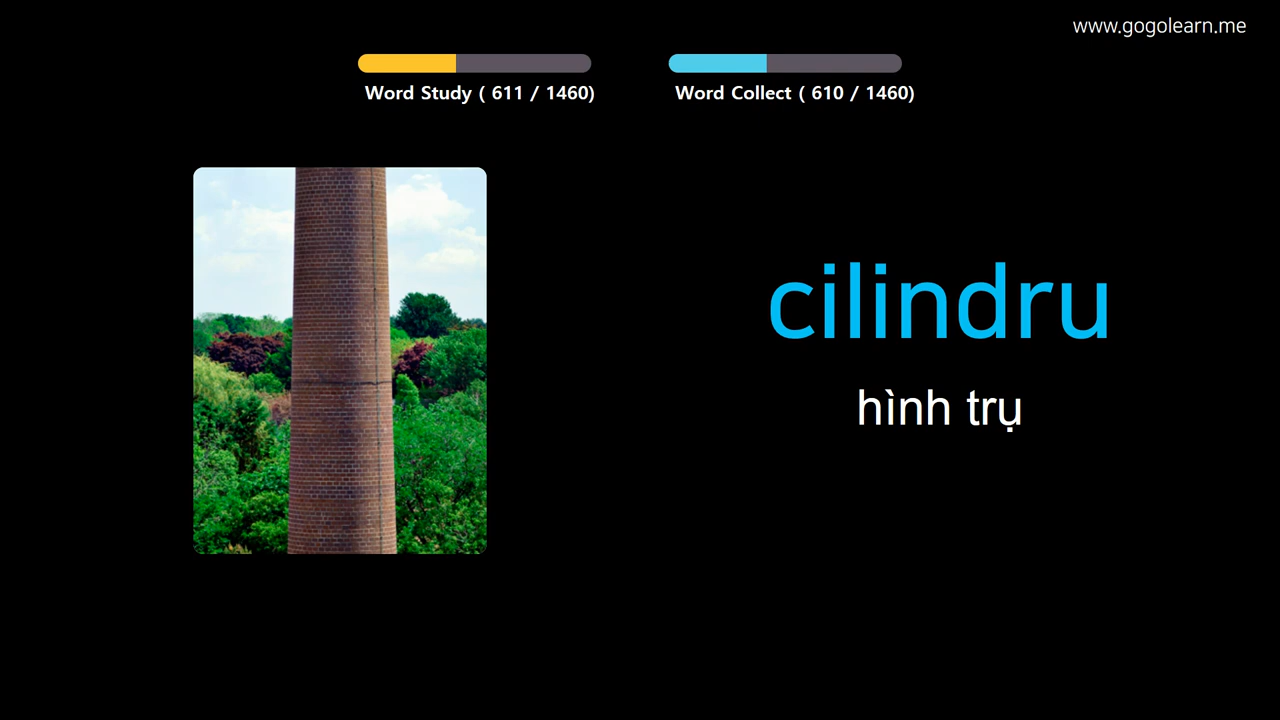 www.gogolearn.me
Word Study ( 611 / 1460)
Word Collect ( 610 / 1460)
cilindru
hình trụ